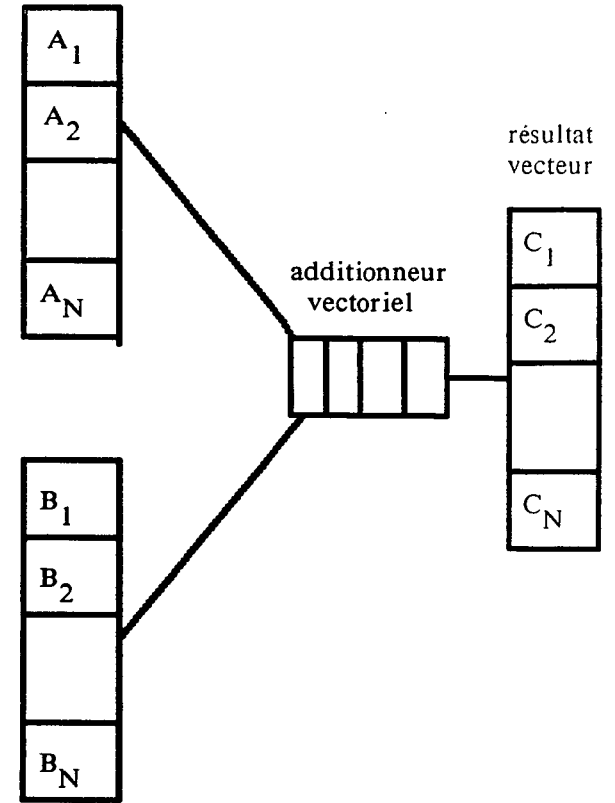 A1
A2
AN
B1
B2
BN
additionneur
vectoriel
résultat
vecteur
C1
C2
CN